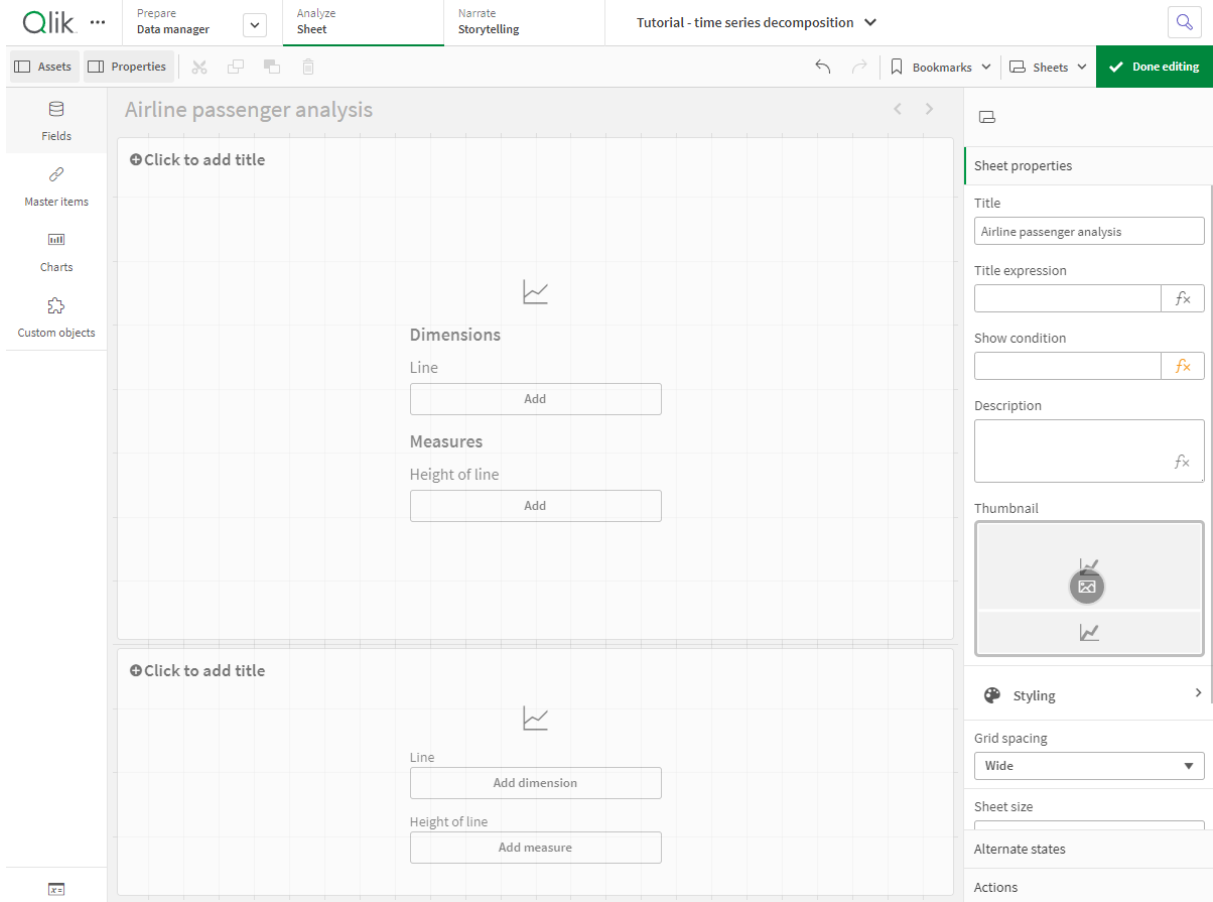 Qlik
Prepare
Data manager
Analyze
Sheet
Narrate
Storytelling
Tutorial - time series decomposition
Assets
Properties
Bookmarks
Sheets
Done editing
Fields
Master items
Charts
Custom objects
Airline passenger analysis
Click to add title
Dimensions
Line
Add
Measures
Height of line
Add
Click to add title
Line
Add dimension
Height of line
Add measure
Sheet properties
Title
Airline passenger analysis
Title expression
fx
Show condition
fx
Description
fx
Thumbnail
Styling
Grid spacing
Wide
Sheet size
Alternate states
Actions
x=